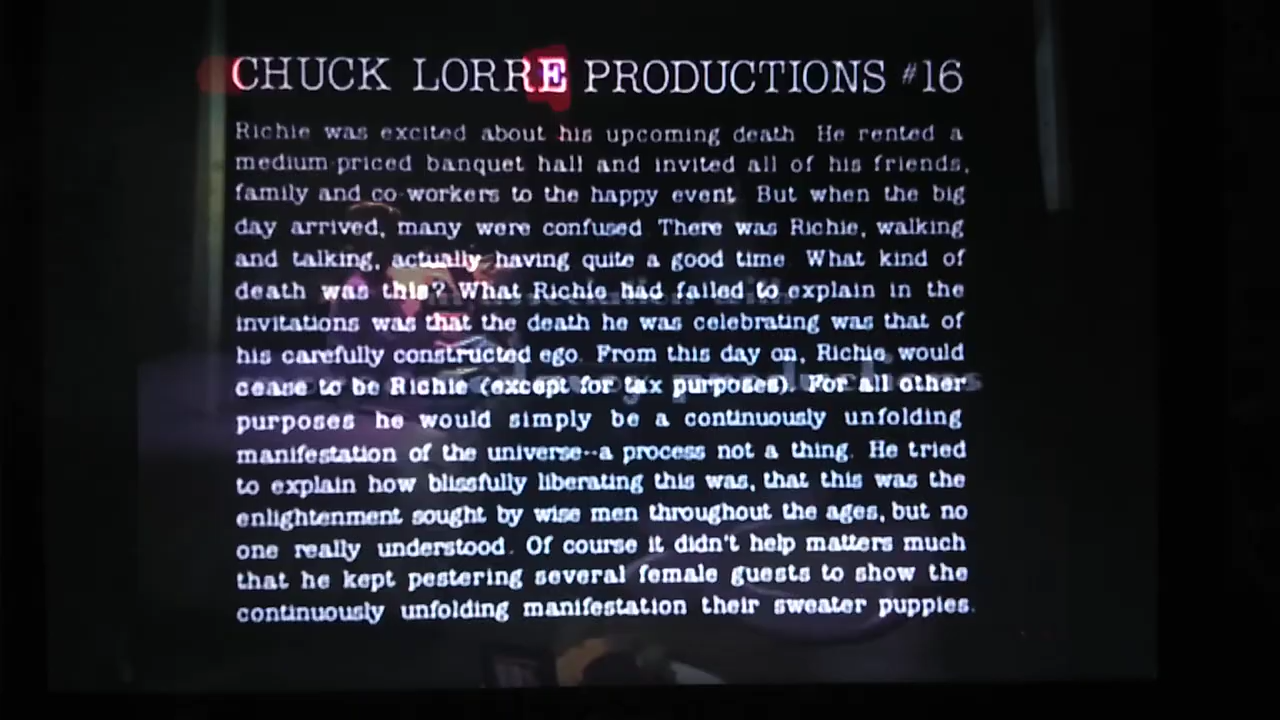 CHUCK LORRE PRODUCTIONS #16
Richie was excited about his upcoming death He rented a
medium-priced banquet hall and invited all of his friends,
family and co-workers to the happy event. But when the big
day arrived, many were confused There was Richie, walking
and talking, actually having quite a good time. What kind of
death was this? What Richie had failed to explain in the
invitations was that the death he was celebrating was that of
his carefully constructed ego. From this day on, Richie would
cease to be Richie (except for tax purposes). For all other
purposes he would simply be a continuously unfolding
manifestation of the universe--a process not a thing. He tried
to explain how blissfully liberating this was, that this was the
enlightenment sought by wise men throughout the ages, but no
one really understood. Of course it didn't help matters much
that he kept pestering several female guests to show the
continuously unfolding manifestation their sweater puppies.